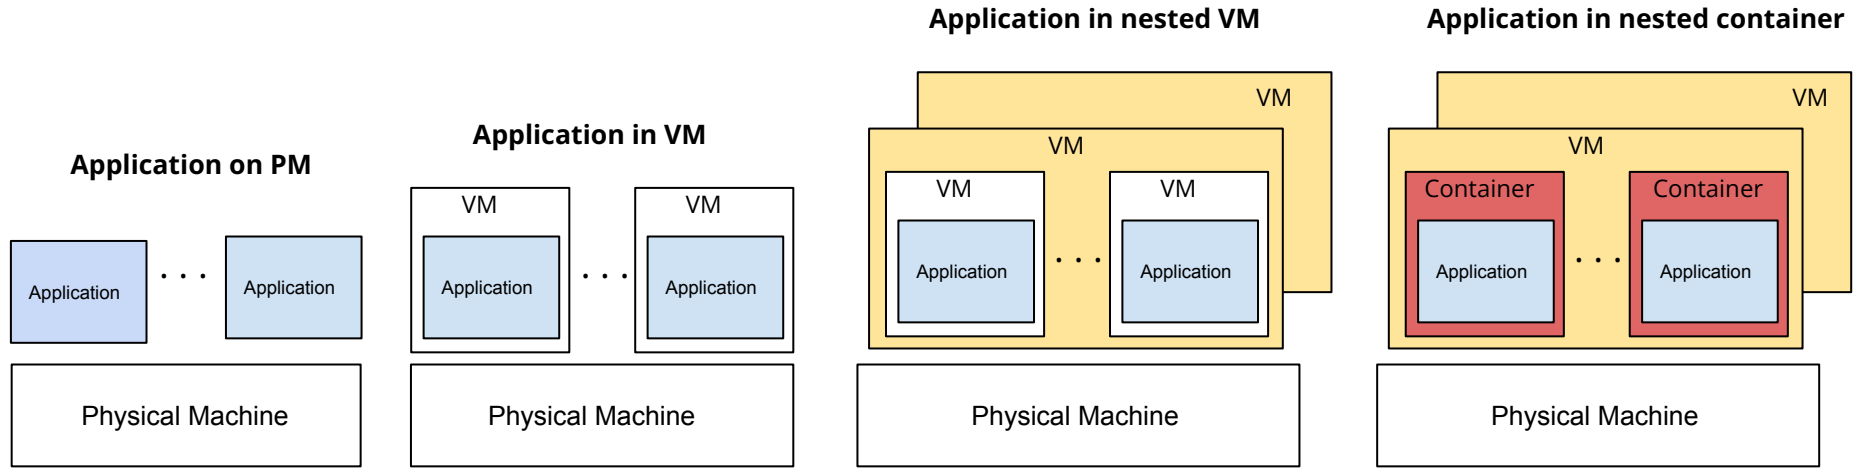 Application on PM
Application
. . .
Application
Physical Machine
Application in VM
VM
Application
. . .
VM
Application
Physical Machine
Application in nested VM
VM
VM
VM
Application
. . .
VM
Application
Physical Machine
Application in nested container
VM
VM
Container
Application
. . .
Container
Application
Physical Machine